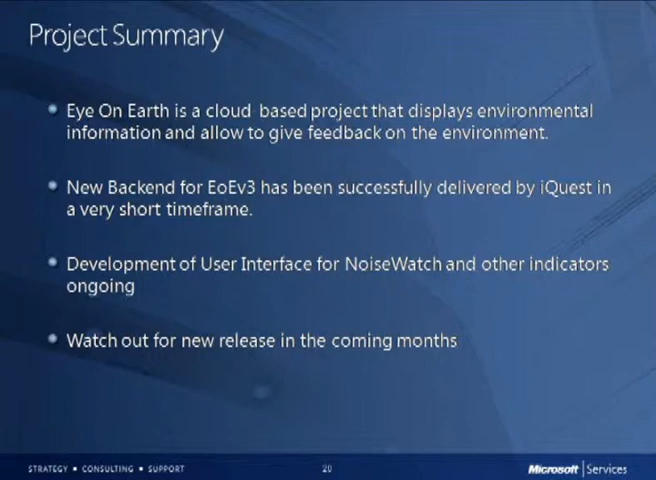 Project Summary
Eye On Earth is a cloud based project that displays environmental
information and allow to give feedback on the environment.
New Backend for EoEv3 has been successfully delivered by iQuest in
a very short timeframe.
Development of User Interface for NoiseWatch and other indicators
ongoing
Watch out for new release in the coming months
STRATEGY ▪ CONSULTING ▪ SUPPORT
20
Microsoft | Services